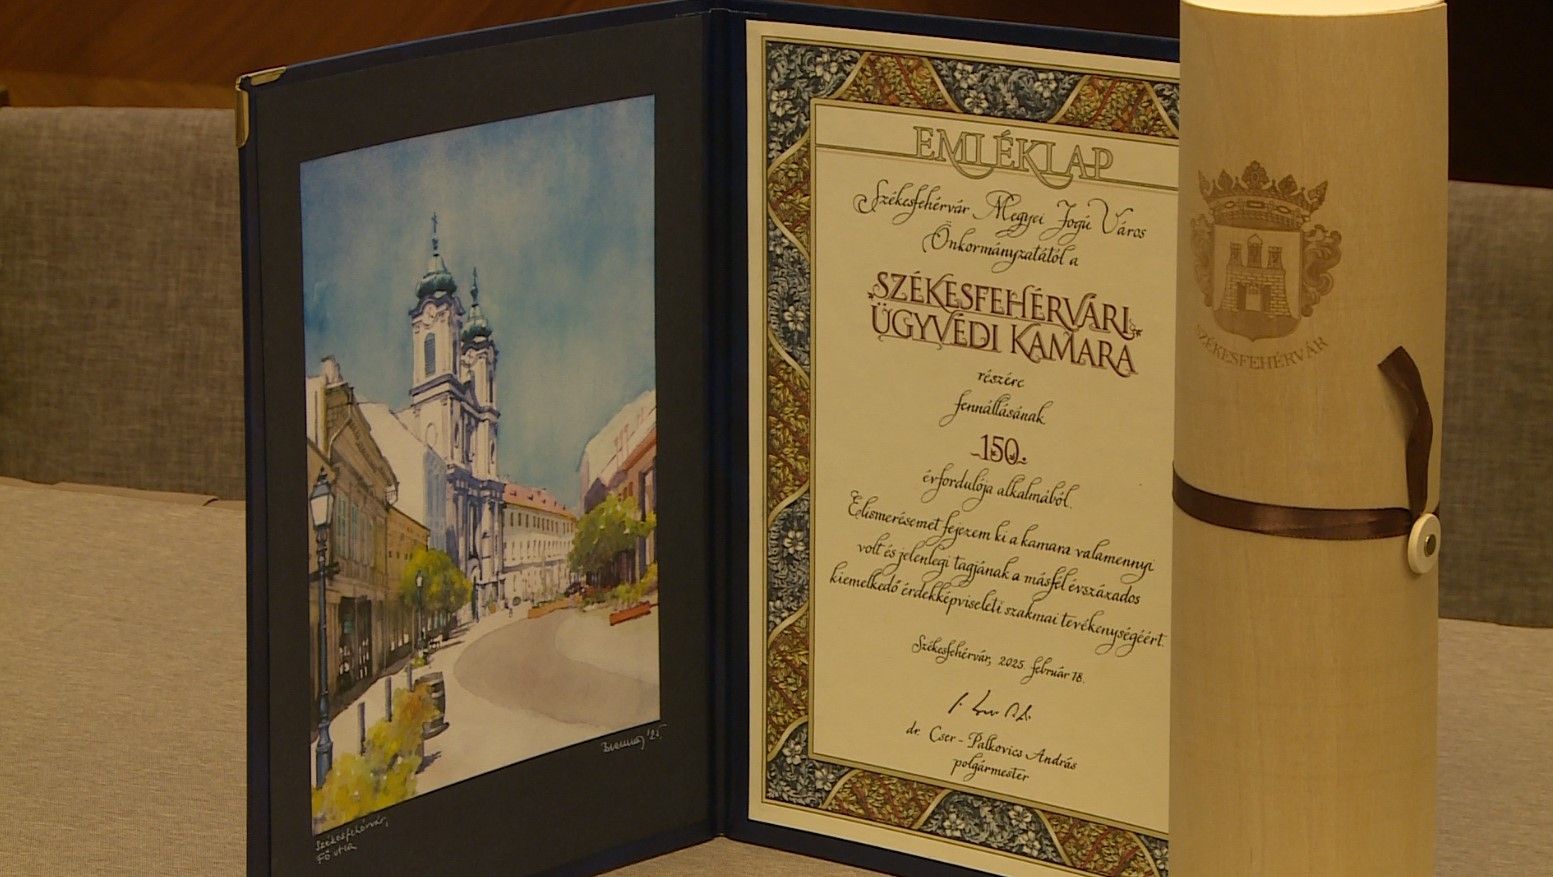 EMLÉKLAP
Székesfehérvár Megyei Jogú Város
Önkormányzatától a
SZÉKESFEHÉRVÁRI
ÜGYVÉDI KAMARA
részére
fennállásának
150.
évfordulója alkalmából.
Elismerésemet fejezem ki a kamara valamennyi
volt és jelenlegi tagjának a másfél évszázados
kiemelkedő érdekképviseleti szakmai tevékenységéért.
Székesfehérvár, 2025. február 18.
dr. Cser-Palkovics András
polgármester
SZÉKESFEHÉRVÁR
Székesfehérvár,
Fő utca
'25.